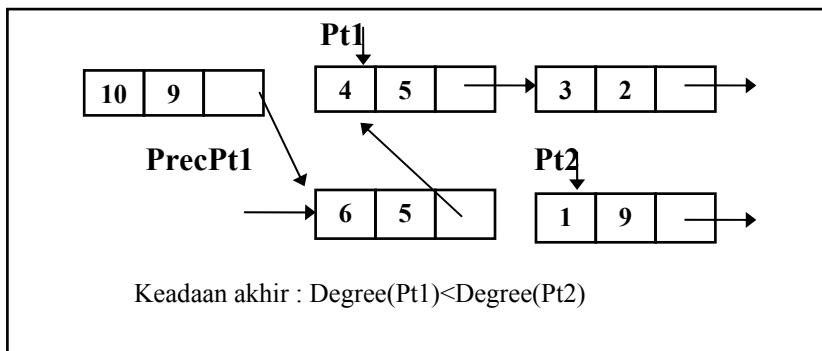 Pt1
10 9 4 5 3 2
PrecPt1 Pt2
6 5 1 9
Keadaan akhir : Degree(Pt1)<Degree(Pt2)